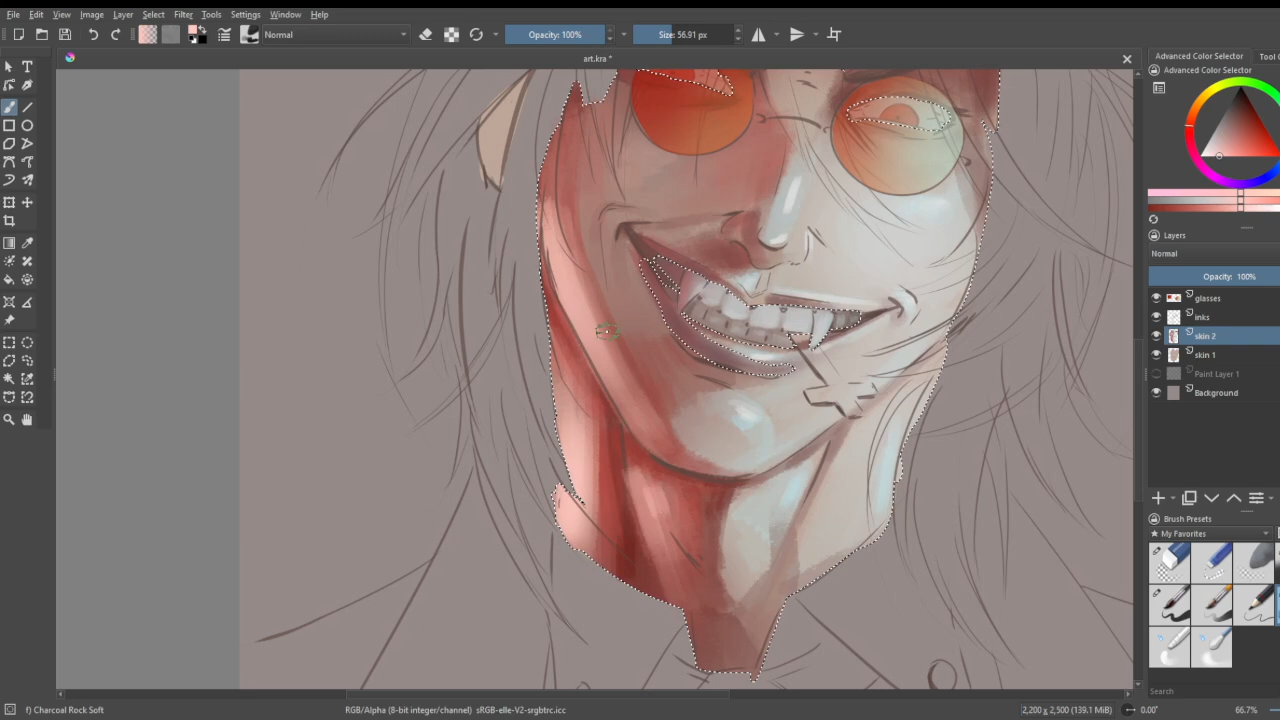 File Edit View Image Layer Select Filter Tools Settings Window Help
Normal Opacity: 100% Size: 56.91 px
art.kra *
Advanced Color Selector Tool
Advanced Color Selector
Layers
Normal
Opacity: 100%
glasses
inks
skin 2
skin 1
Paint Layer 1
Background
Brush Presets
★ My Favorites
Search
f) Charcoal Rock Soft RGB/Alpha (8-bit integer/channel) sRGB-elle-V2-srgbtrc.icc 2,200 x 2,500 (139.1 MiB) 0.00° 66.7%